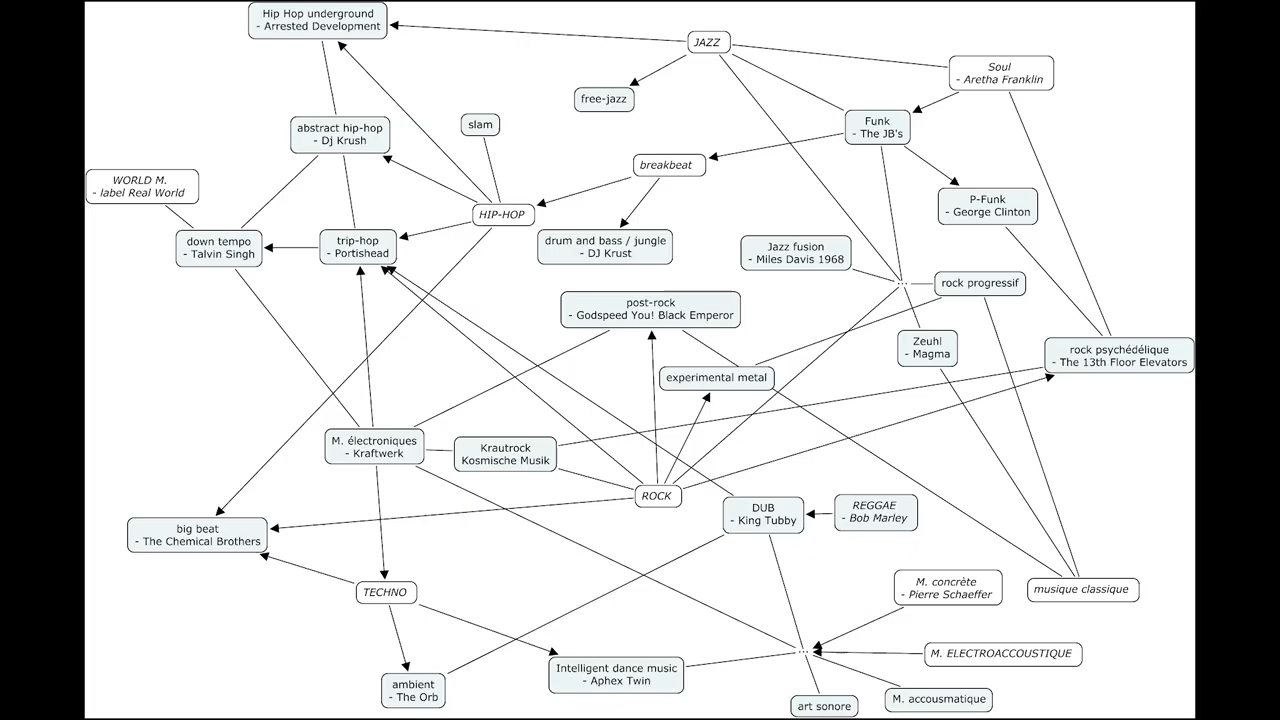 Hip Hop underground
- Arrested Development
JAZZ
Soul
- Aretha Franklin
free-jazz
abstract hip-hop
- Dj Krush
slam
Funk
- The JB's
breakbeat
WORLD M.
- label Real World
P-Funk
- George Clinton
HIP-HOP
down tempo
- Talvin Singh
trip-hop
- Portishead
drum and bass / jungle
- DJ Krust
Jazz fusion
- Miles Davis 1968
...
rock progressif
post-rock
- Godspeed You! Black Emperor
Zeuhl
- Magma
rock psychédélique
- The 13th Floor Elevators
experimental metal
M. électroniques
- Kraftwerk
Krautrock
Kosmische Musik
ROCK
DUB
- King Tubby
REGGAE
- Bob Marley
big beat
- The Chemical Brothers
TECHNO
M. concrète
- Pierre Schaeffer
musique classique
...
M. ELECTROACCOUSTIQUE
Intelligent dance music
- Aphex Twin
ambient
- The Orb
M. accousmatique
art sonore